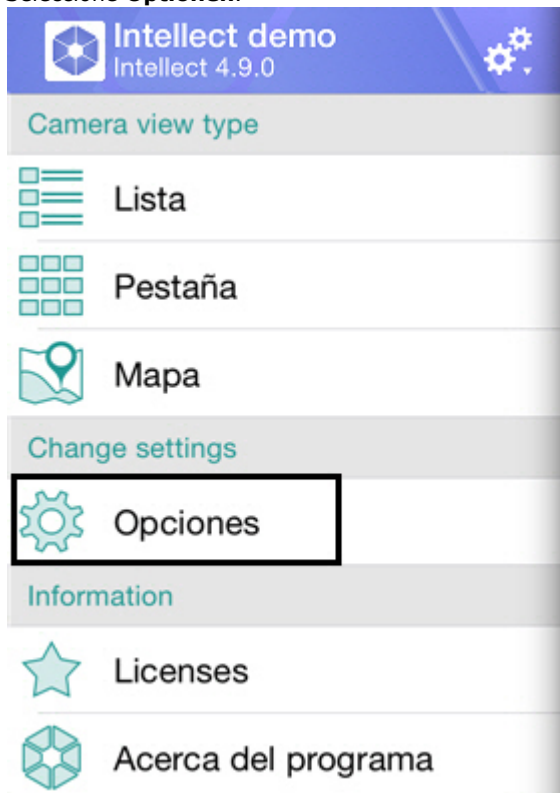 Intellect demo
Intellect 4.9.0
Camera view type
Lista
Pestaña
Mapa
Change settings
Opciones
Information
Licenses
Acerca del programa